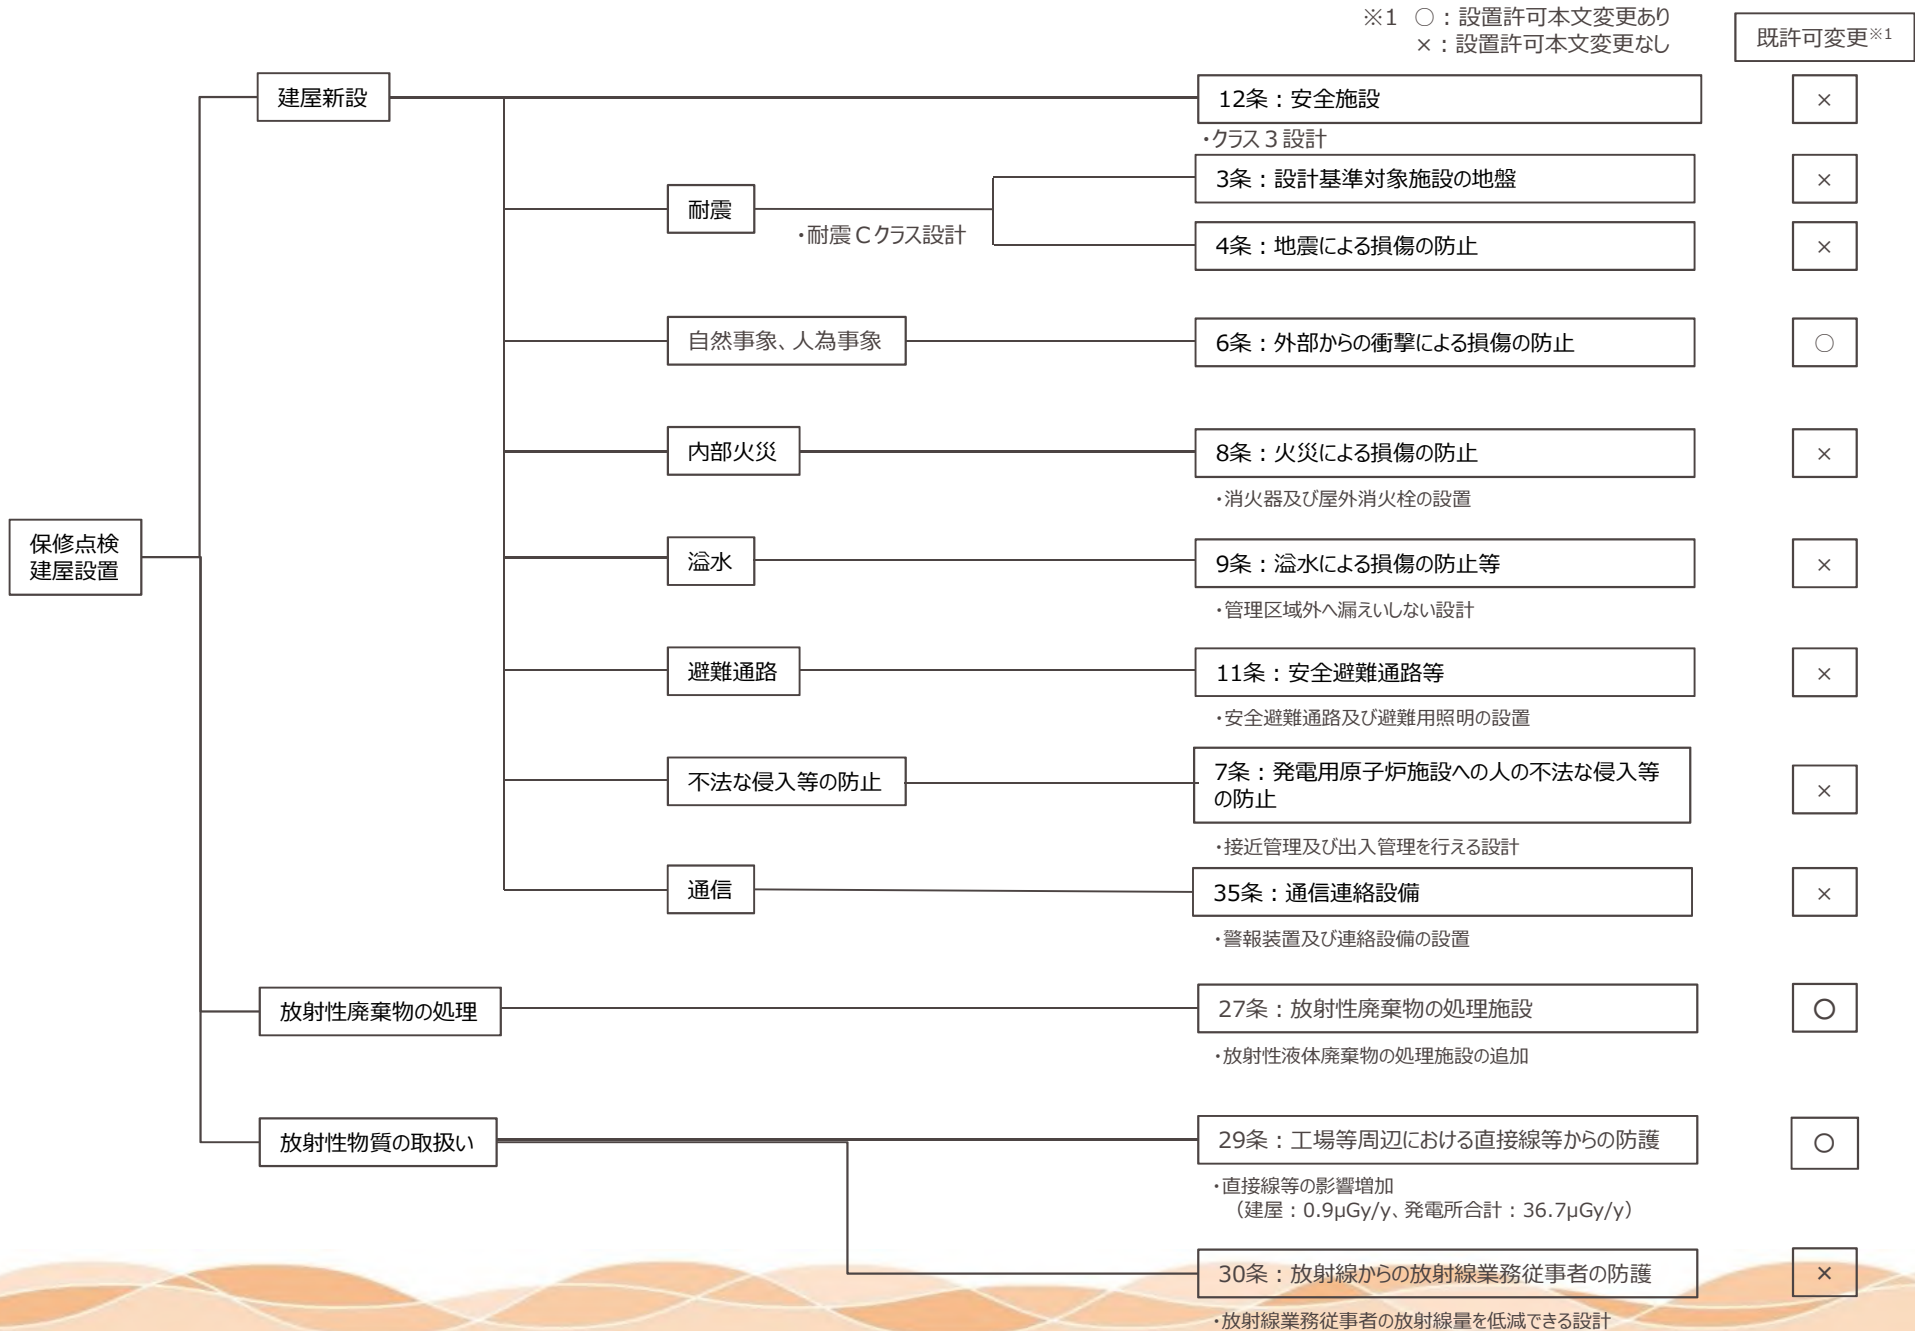 ※1 ○：設置許可本文変更あり
×：設置許可本文変更なし
既許可変更※1
建屋新設
12条：安全施設
×
・クラス３設計
耐震
・耐震Ｃクラス設計
3条：設計基準対象施設の地盤
×
4条：地震による損傷の防止
×
自然事象、人為事象
6条：外部からの衝撃による損傷の防止
○
内部火災
8条：火災による損傷の防止
×
・消火器及び屋外消火栓の設置
保修点検
建屋設置
溢水
9条：溢水による損傷の防止等
×
・管理区域外へ漏えいしない設計
避難通路
11条：安全避難通路等
×
・安全避難通路及び避難用照明の設置
不法な侵入等の防止
7条：発電用原子炉施設への人の不法な侵入等
の防止
×
・接近管理及び出入管理を行える設計
通信
35条：通信連絡設備
×
・警報装置及び連絡設備の設置
放射性廃棄物の処理
27条：放射性廃棄物の処理施設
○
・放射性液体廃棄物の処理施設の追加
放射性物質の取扱い
29条：工場等周辺における直接線等からの防護
○
・直接線等の影響増加
（建屋：0.9μGy/y、発電所合計：36.7μGy/y）
30条：放射線からの放射線業務従事者の防護
×
・放射線業務従事者の放射線量を低減できる設計